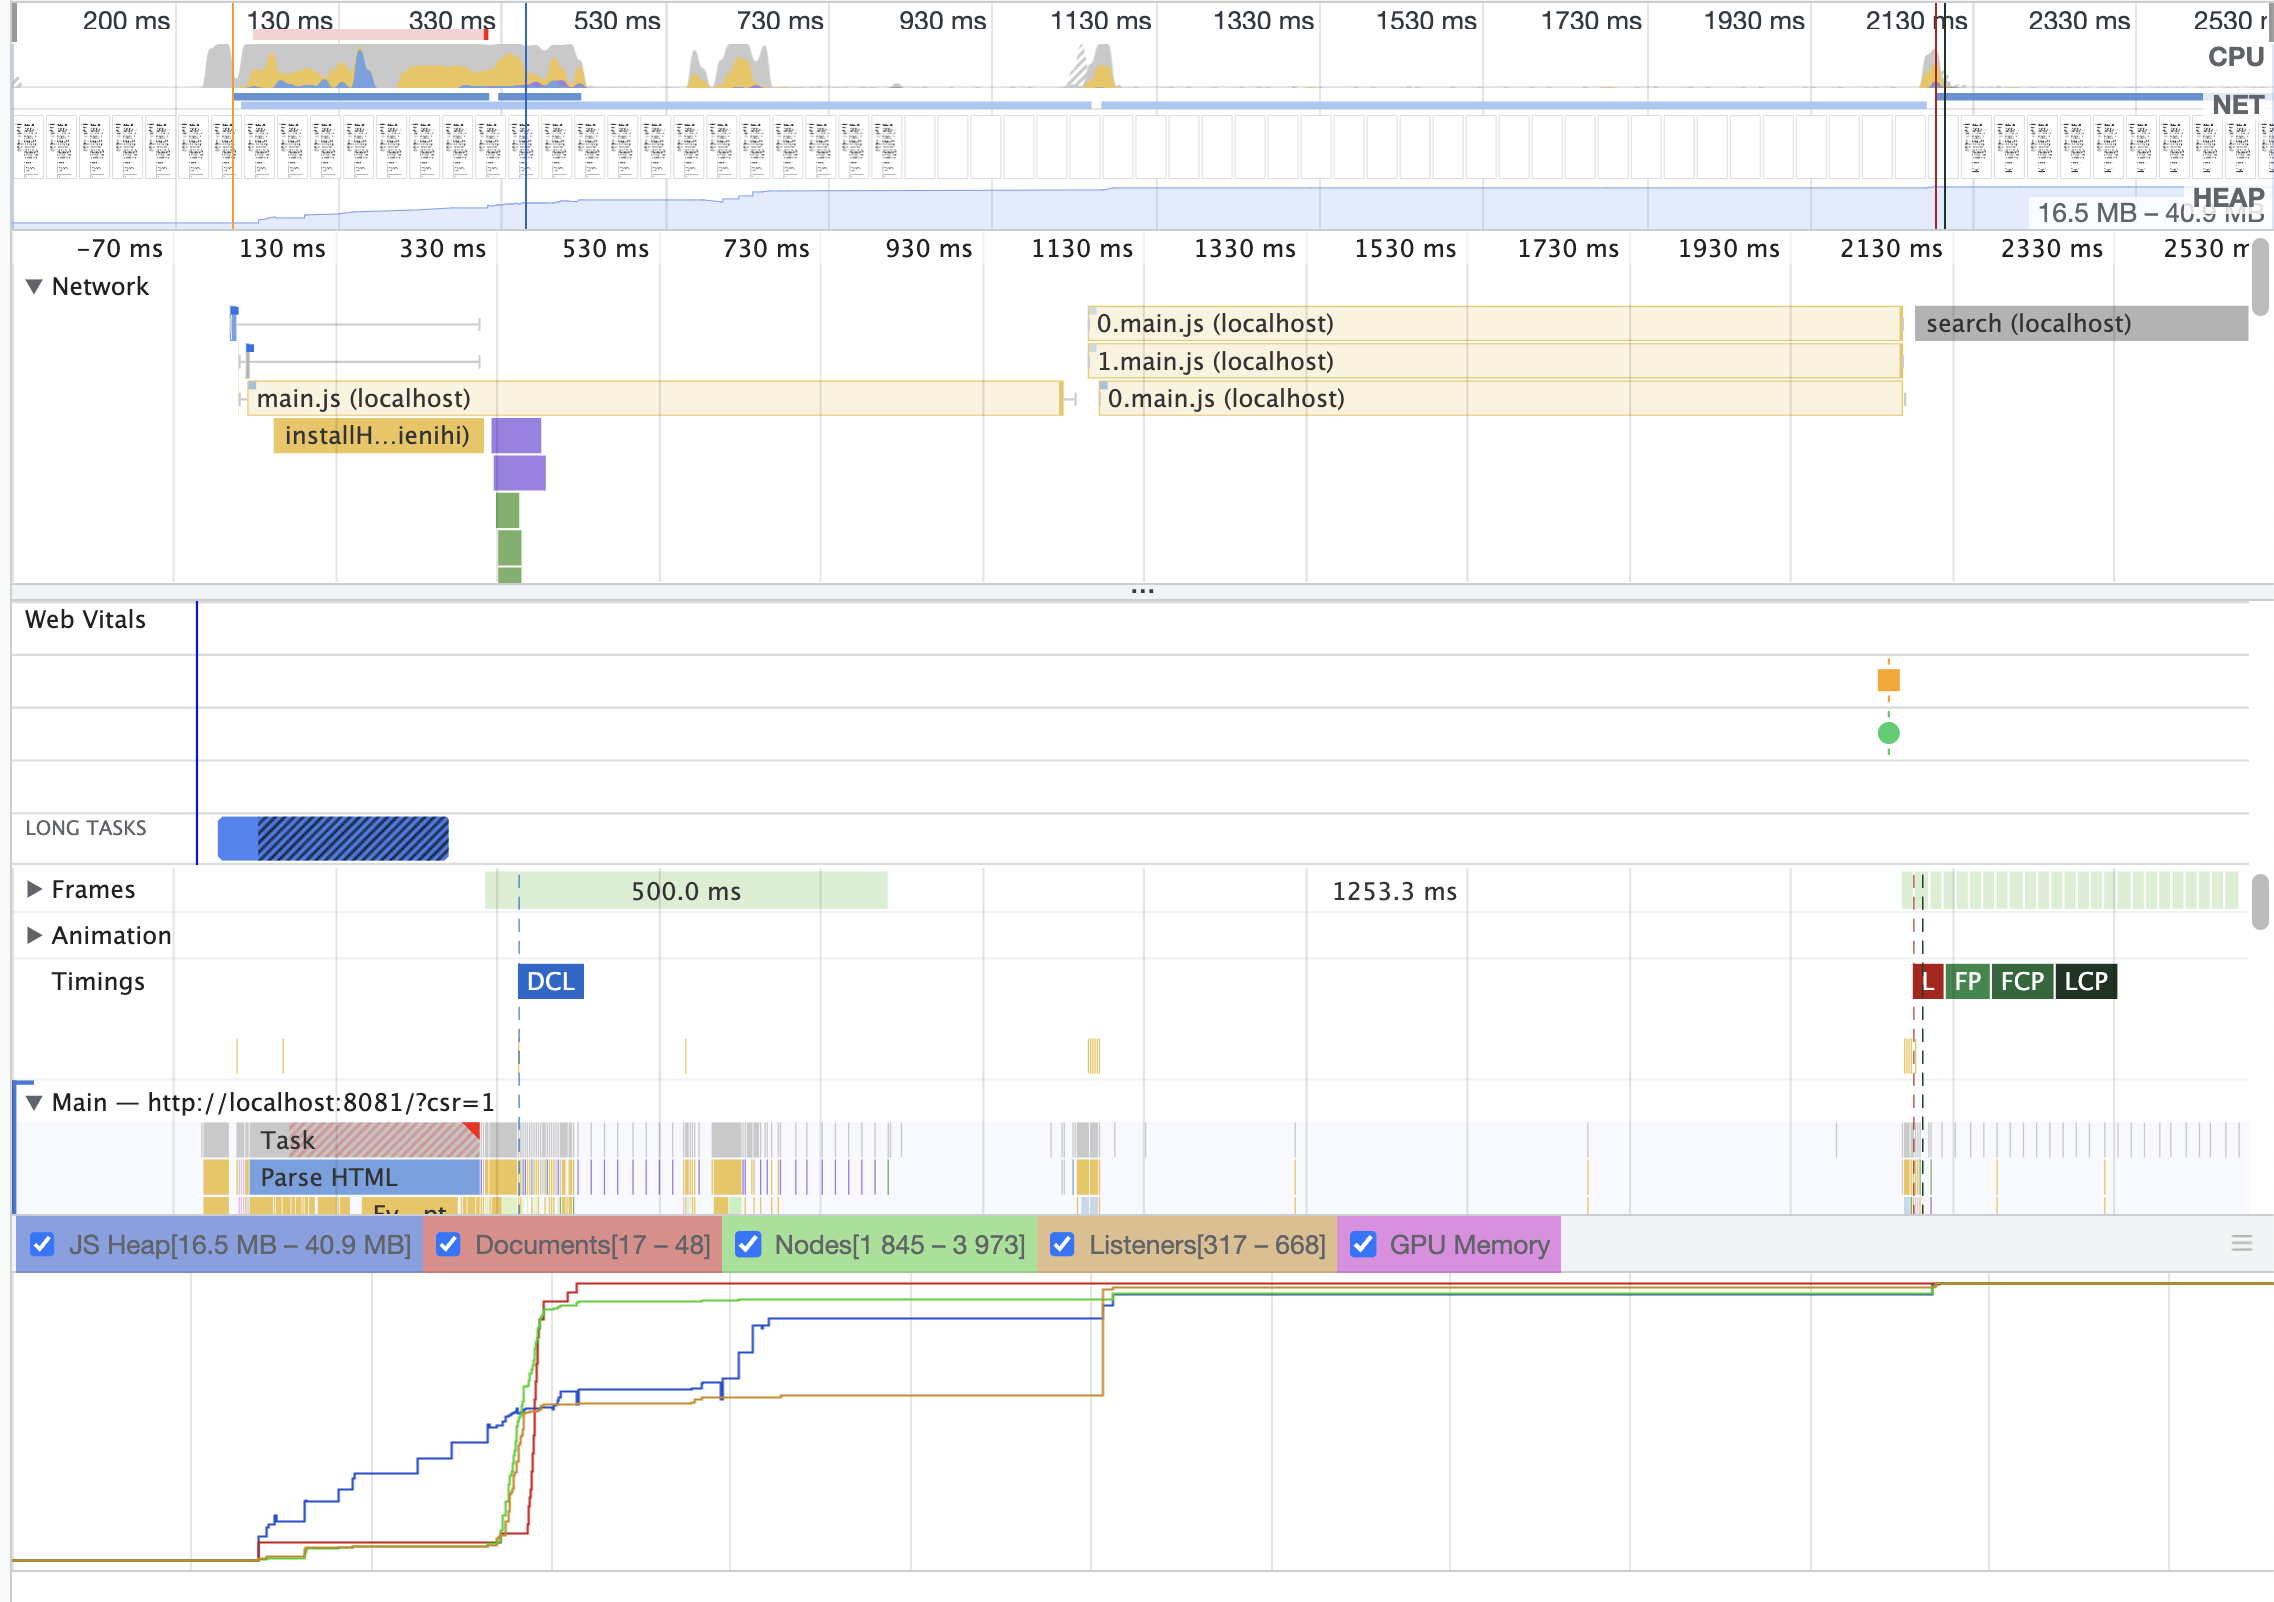 200 ms 130 ms 330 ms 530 ms 730 ms 930 ms 1130 ms 1330 ms 1530 ms 1730 ms 1930 ms 2130 ms 2330 ms 2530 r
CPU
NET
HEAP
16.5 MB – 40.9 MB
-70 ms 130 ms 330 ms 530 ms 730 ms 930 ms 1130 ms 1330 ms 1530 ms 1730 ms 1930 ms 2130 ms 2330 ms 2530 m
Network
0.main.js (localhost) search (localhost)
1.main.js (localhost)
main.js (localhost) 0.main.js (localhost)
installH...ienihi)
...
Web Vitals
LONG TASKS
Frames 500.0 ms 1253.3 ms
Animation
Timings DCL L FP FCP LCP
Main — http://localhost:8081/?csr=1
Task
Parse HTML
Ev...pt
JS Heap[16.5 MB – 40.9 MB] Documents[17 – 48] Nodes[1 845 – 3 973] Listeners[317 – 668] GPU Memory